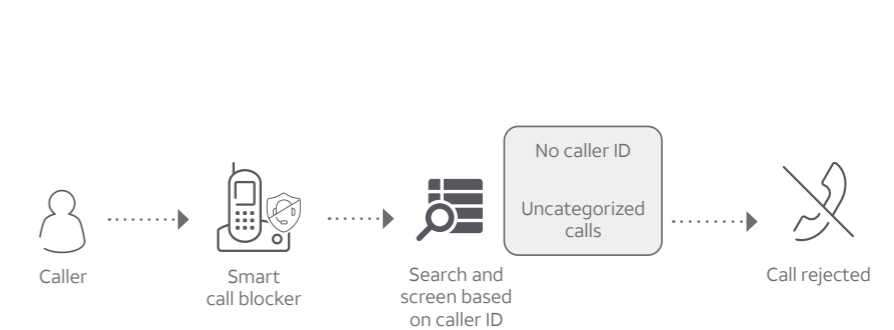 No caller ID
Uncategorized
calls
Caller
Smart
call blocker
Search and
screen based
on caller ID
Call rejected